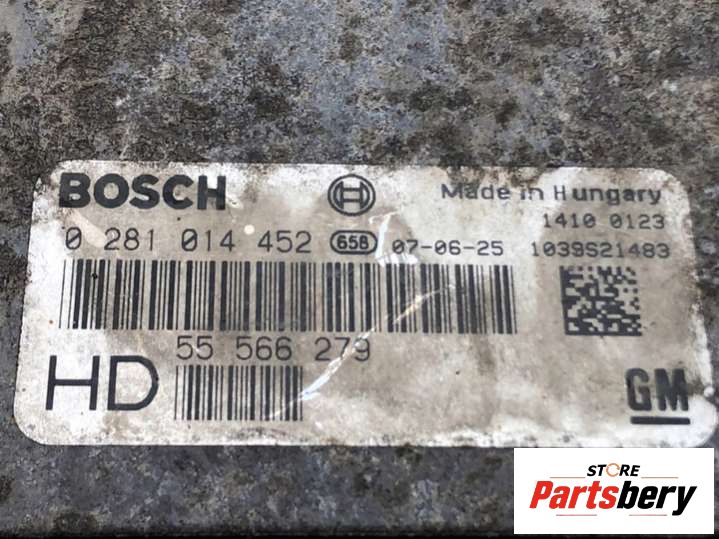 BOSCH Made in Hungary
1410 0123
0 281 014 452 658 07-06-25 1039S21483
55 566 279
HD
GM
STORE
Partsbery